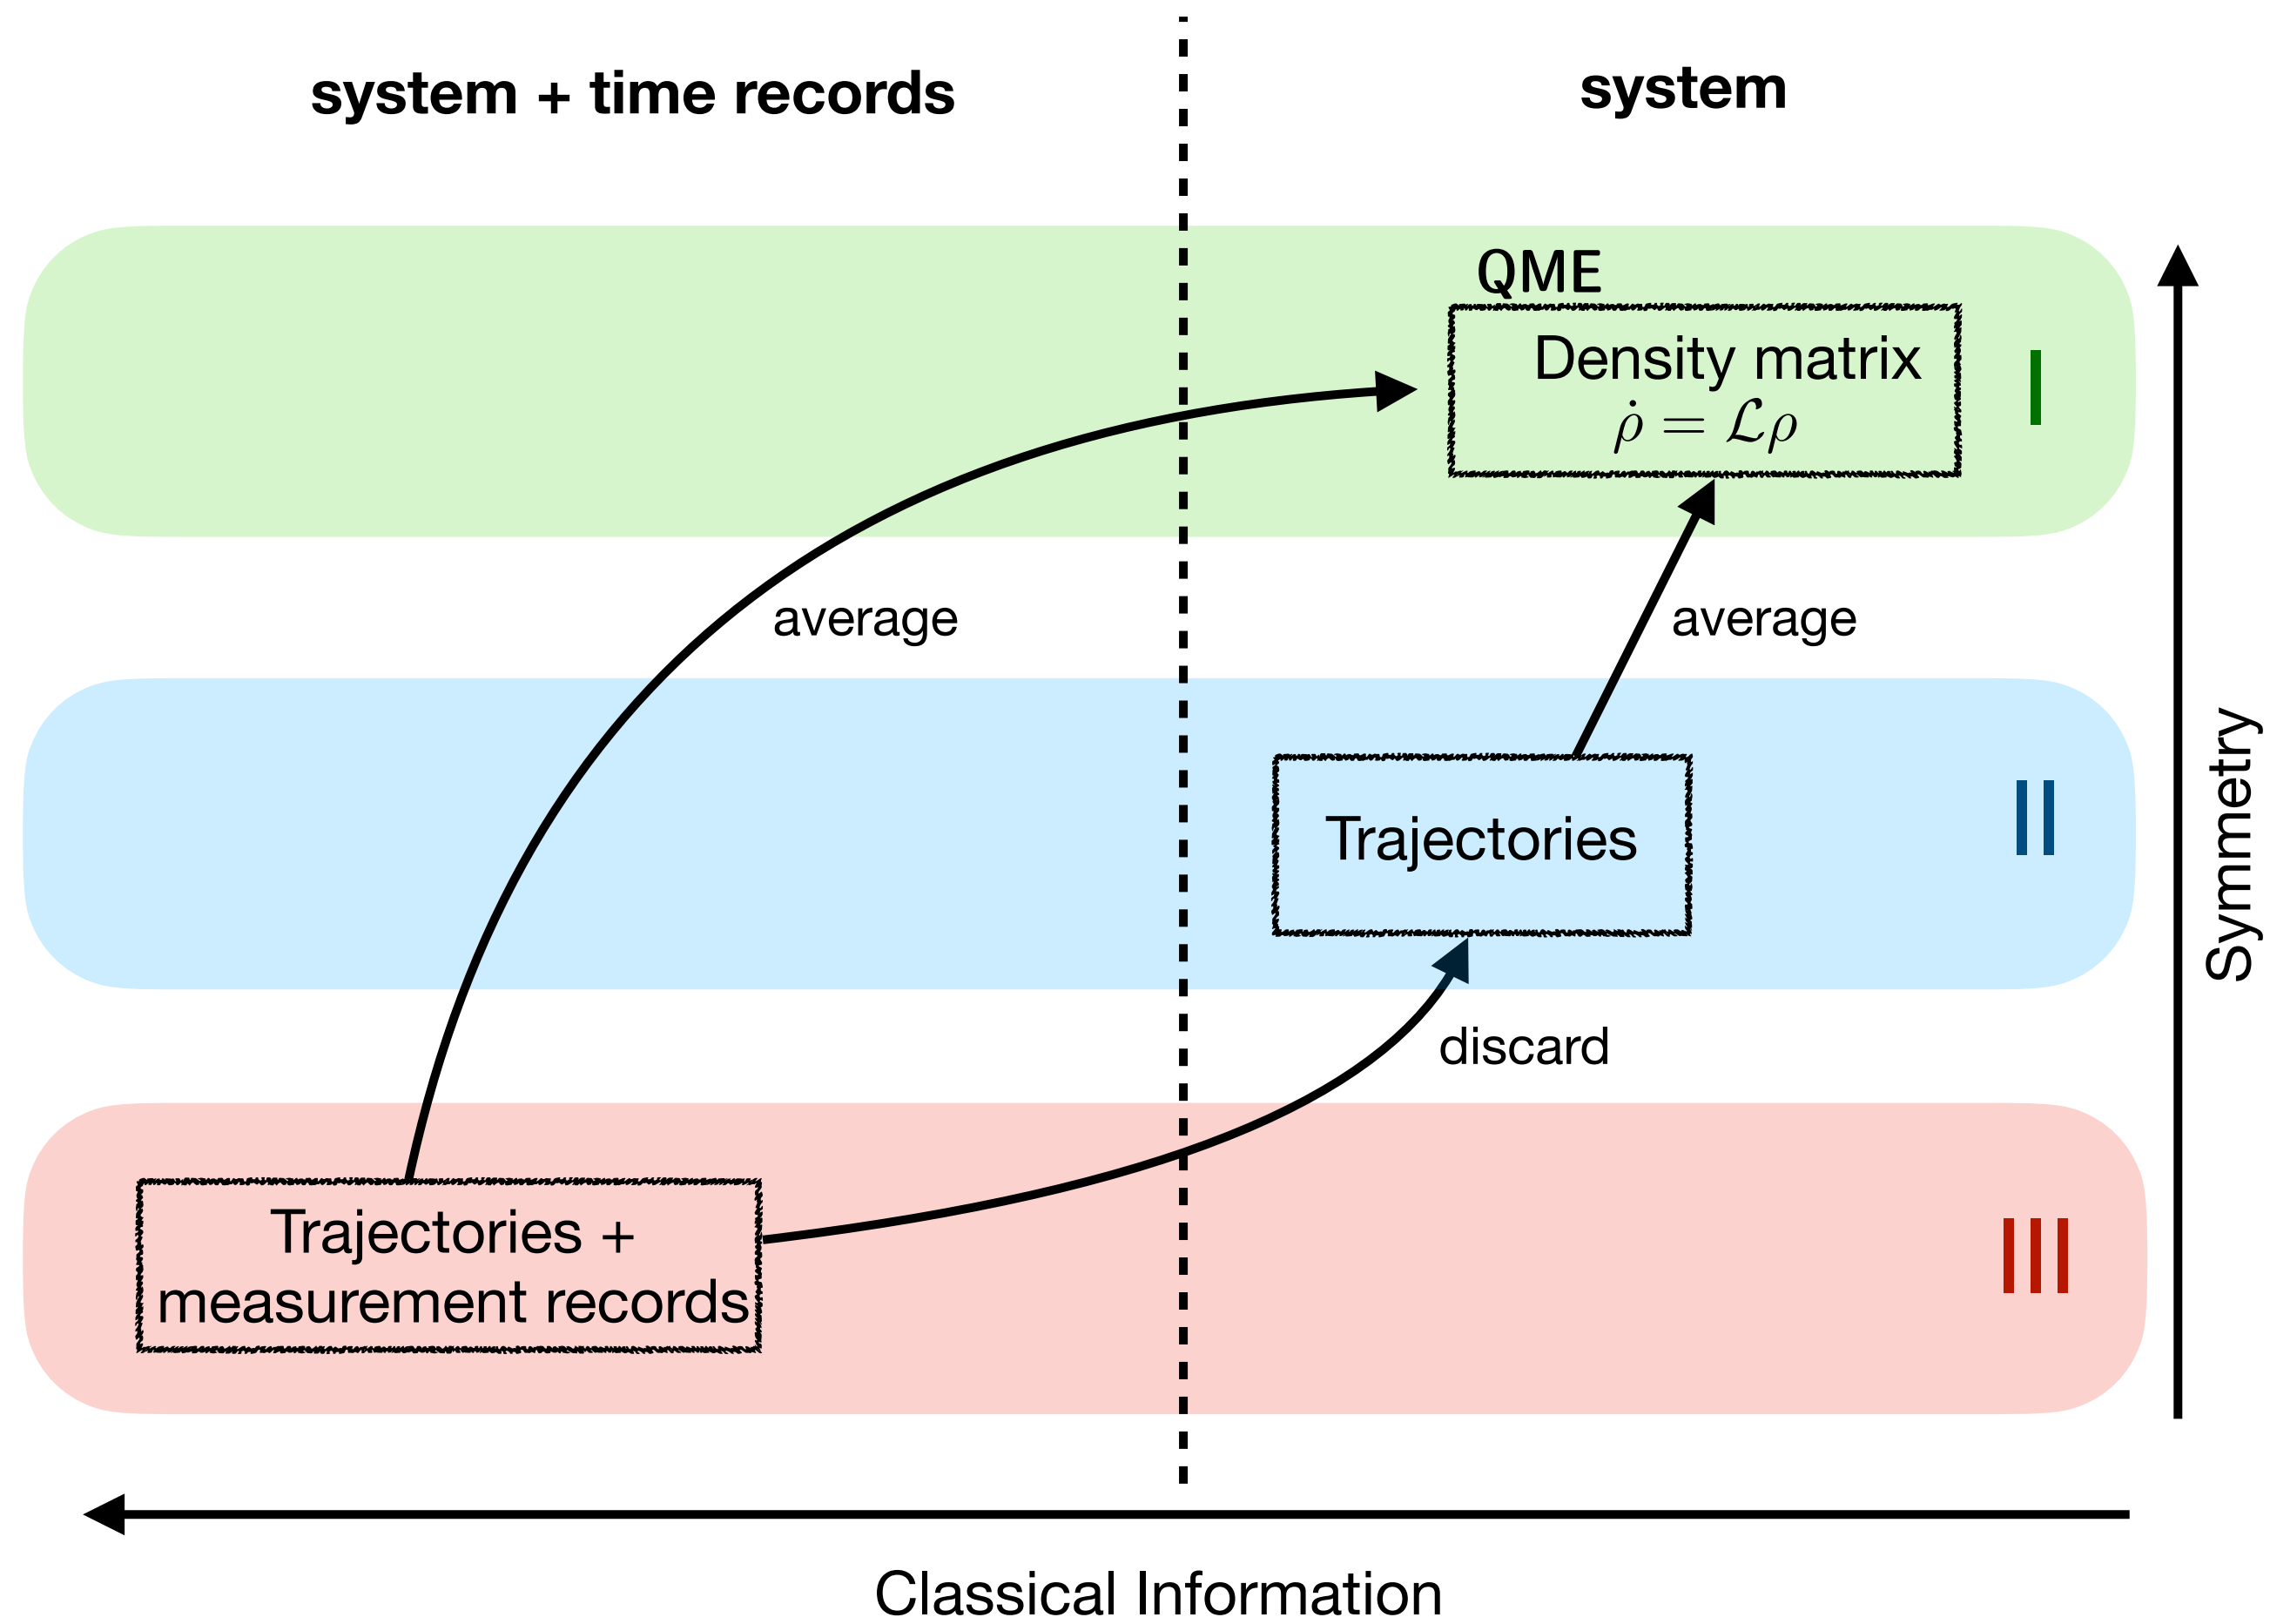 system + time records
system
QME
Density matrix
ρ̇ = ℒρ
I
average
average
Trajectories
II
Symmetry
discard
Trajectories +
measurement records
III
Classical Information